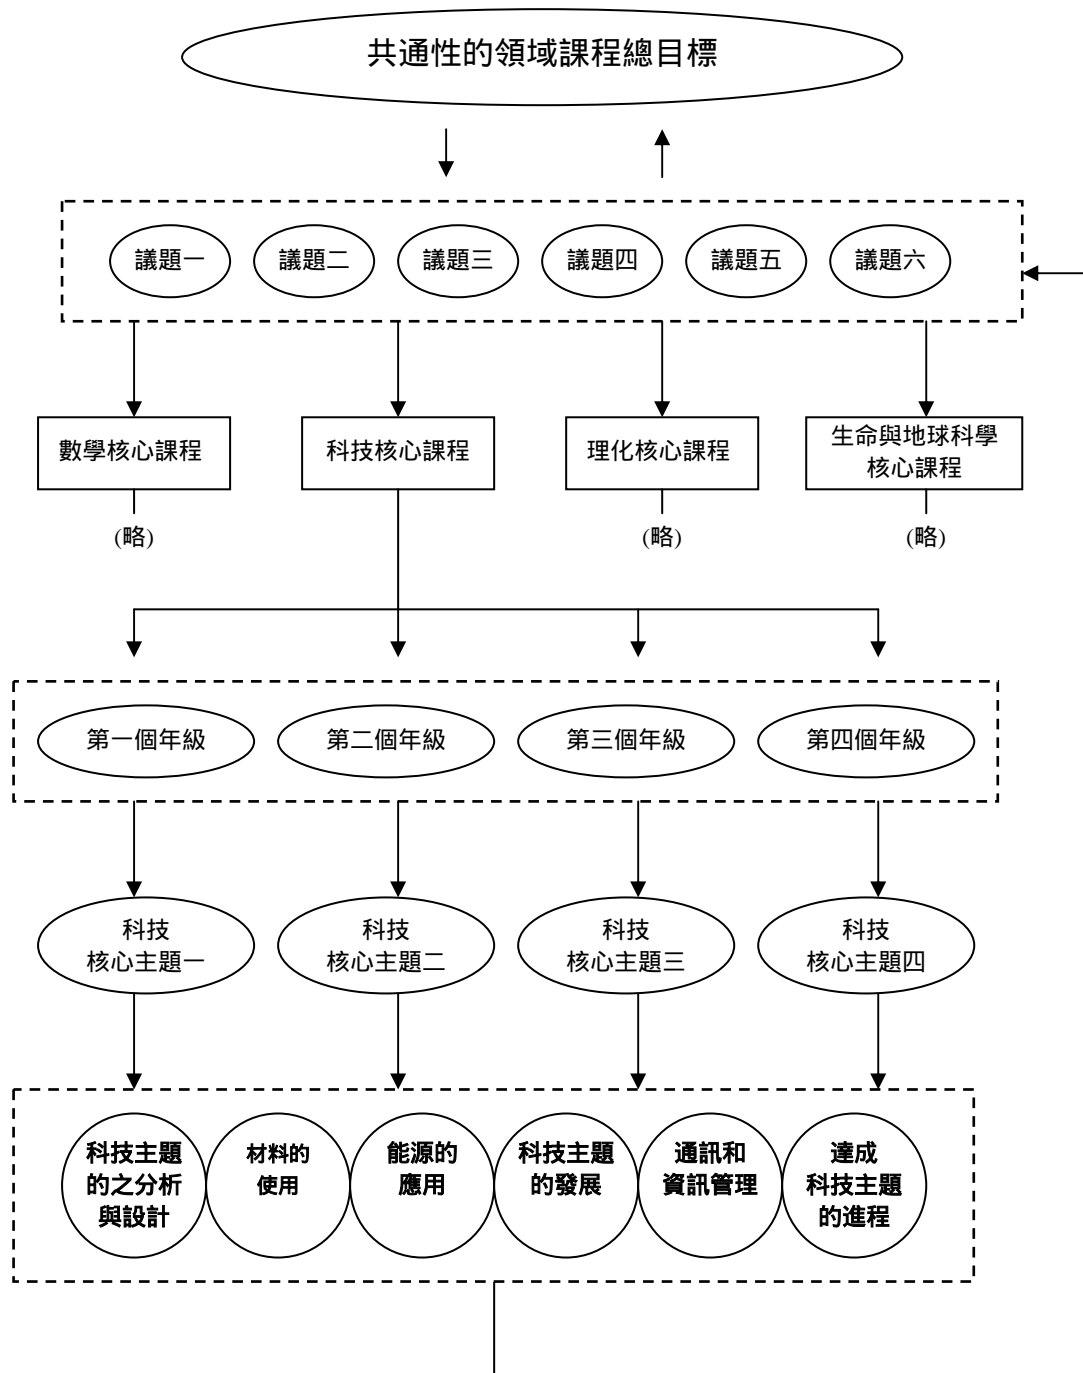 共通性的領域課程總目標
議題一
議題二
議題三
議題四
議題五
議題六
數學核心課程
科技核心課程
理化核心課程
生命與地球科學
核心課程
(略)
(略)
(略)
第一個年級
第二個年級
第三個年級
第四個年級
科技
核心主題一
科技
核心主題二
科技
核心主題三
科技
核心主題四
科技主題
的之分析
與設計
材料的
使用
能源的
應用
科技主題
的發展
通訊和
資訊管理
達成
科技主題
的進程